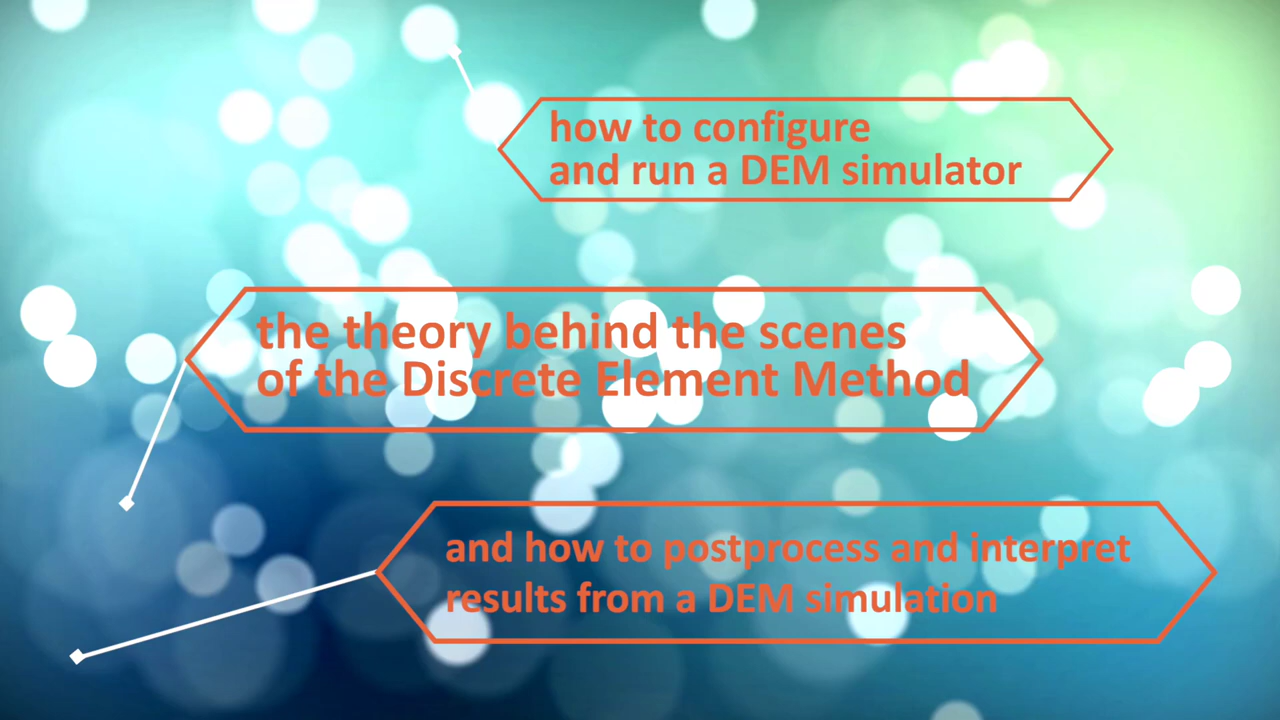 how to configure
and run a DEM simulator
the theory behind the scenes
of the Discrete Element Method
and how to postprocess and interpret
results from a DEM simulation